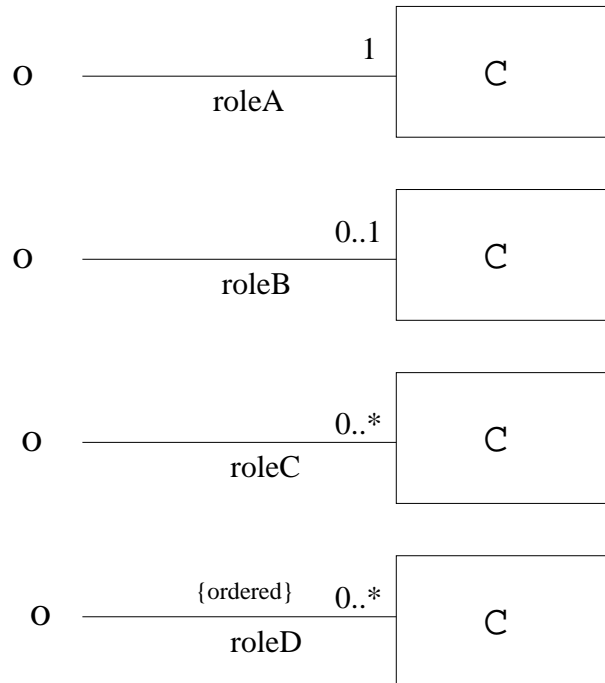 1
o C
roleA
0..1
o C
roleB
0..*
o C
roleC
{ordered} 0..*
o C
roleD